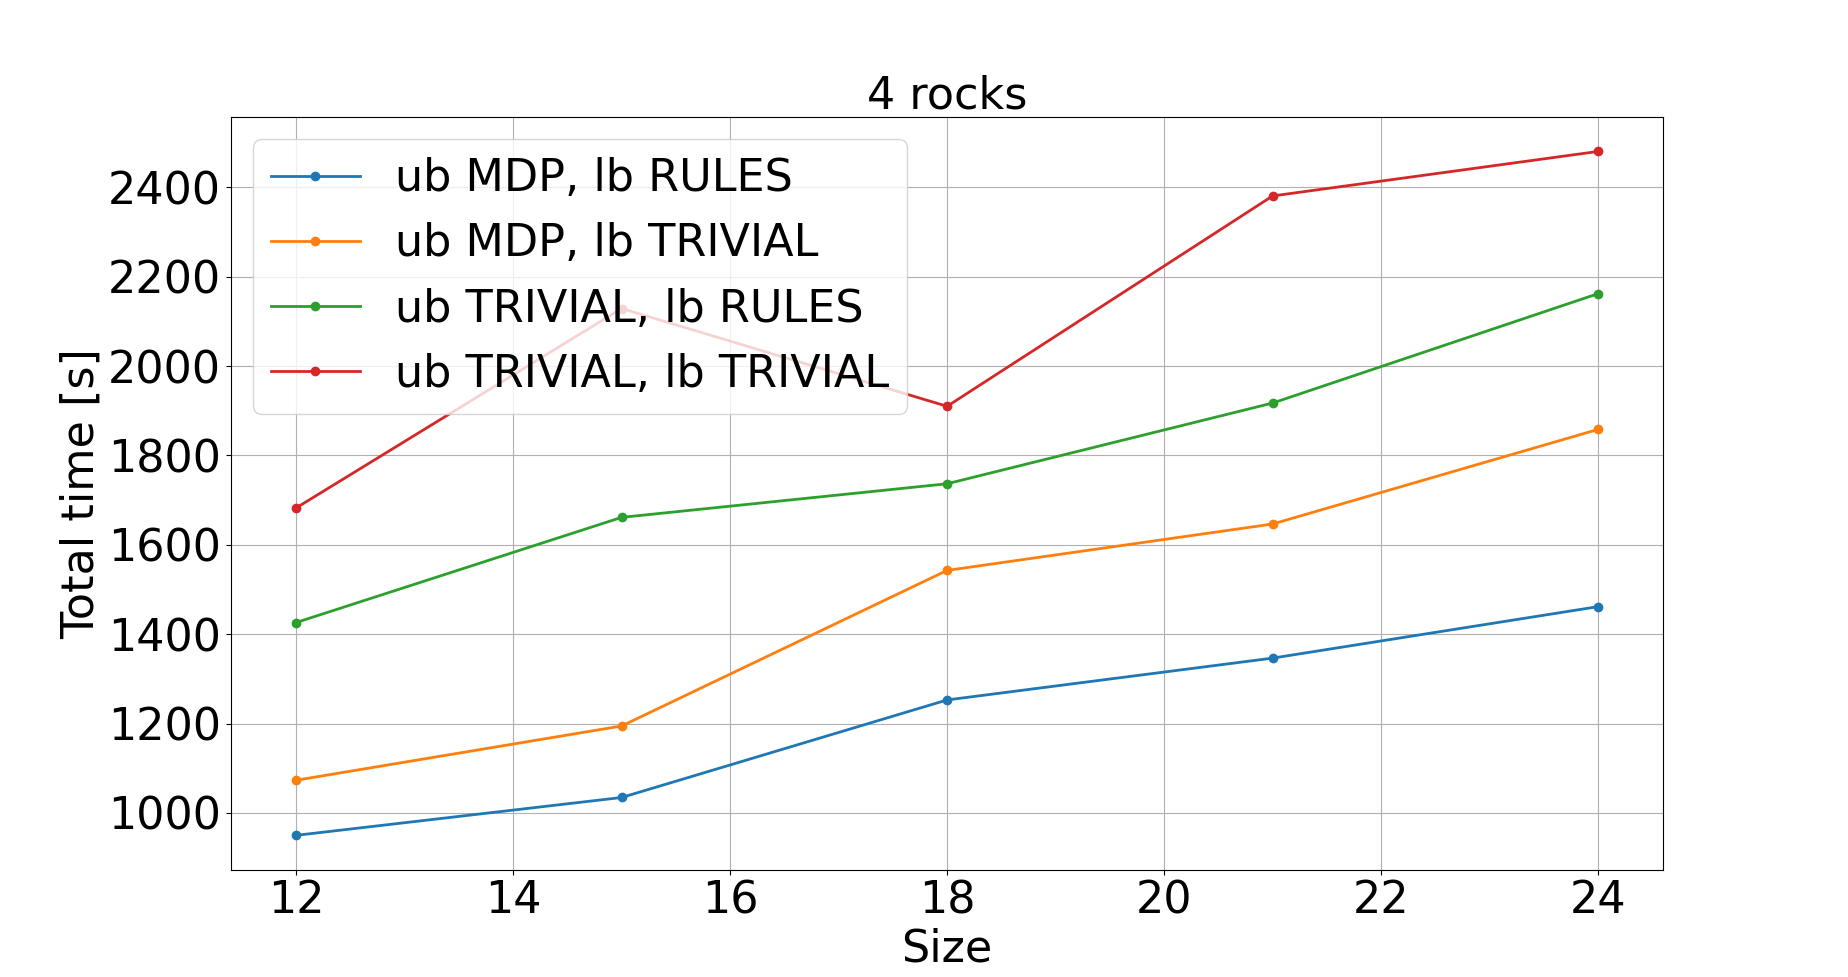 4 rocks
ub MDP, lb RULES
ub MDP, lb TRIVIAL
ub TRIVIAL, lb RULES
ub TRIVIAL, lb TRIVIAL
Total time [s]
2400
2200
2000
1800
1600
1400
1200
1000
12 14 16 18 20 22 24
Size